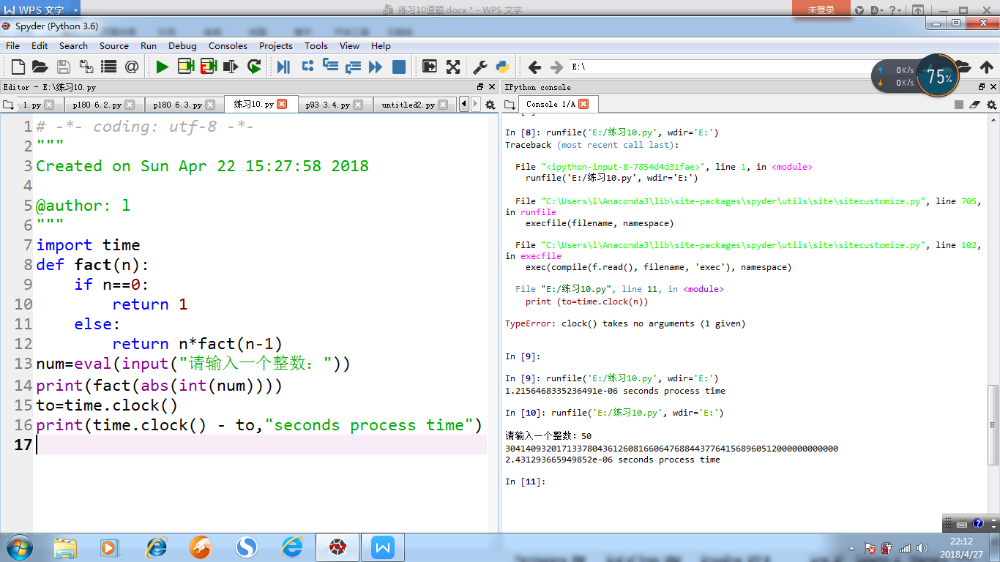 WPS 文字
练习10道题.docx * - WPS 文字
未登录
Spyder (Python 3.6)
File Edit Search Source Run Debug Consoles Projects Tools View Help
E:\
0K/s
0K/s
75%
Editor - E:\练习10.py
IPython console
.1.py
p180 6.2.py
p180 6.3.py
练习10.py
p93 3.4.py
untitled2.py
Console 1/A
1 # -*- coding: utf-8 -*-
2 """
3 Created on Sun Apr 22 15:27:58 2018
4
5 @author: l
6 """
7 import time
8 def fact(n):
9 if n==0:
10 return 1
11 else:
12 return n*fact(n-1)
13 num=eval(input("请输入一个整数："))
14 print(fact(abs(int(num))))
15 to=time.clock()
16 print(time.clock() - to,"seconds process time")
17
In [8]: runfile('E:/练习10.py', wdir='E:')
Traceback (most recent call last):
File "<ipython-input-8-7854d4d31fae>", line 1, in <module>
runfile('E:/练习10.py', wdir='E:')
File "C:\Users\l\Anaconda3\lib\site-packages\spyder\utils\site\sitecustomize.py", line 705,
in runfile
execfile(filename, namespace)
File "C:\Users\l\Anaconda3\lib\site-packages\spyder\utils\site\sitecustomize.py", line 102,
in execfile
exec(compile(f.read(), filename, 'exec'), namespace)
File "E:/练习10.py", line 11, in <module>
print (to=time.clock(n))
TypeError: clock() takes no arguments (1 given)
In [9]:
In [9]: runfile('E:/练习10.py', wdir='E:')
1.2156468335236491e-06 seconds process time
In [10]: runfile('E:/练习10.py', wdir='E:')
请输入一个整数：50
30414093201713378043612608166064768844377641568960512000000000000
2.431293665949852e-06 seconds process time
In [11]:
22:12
2018/4/27